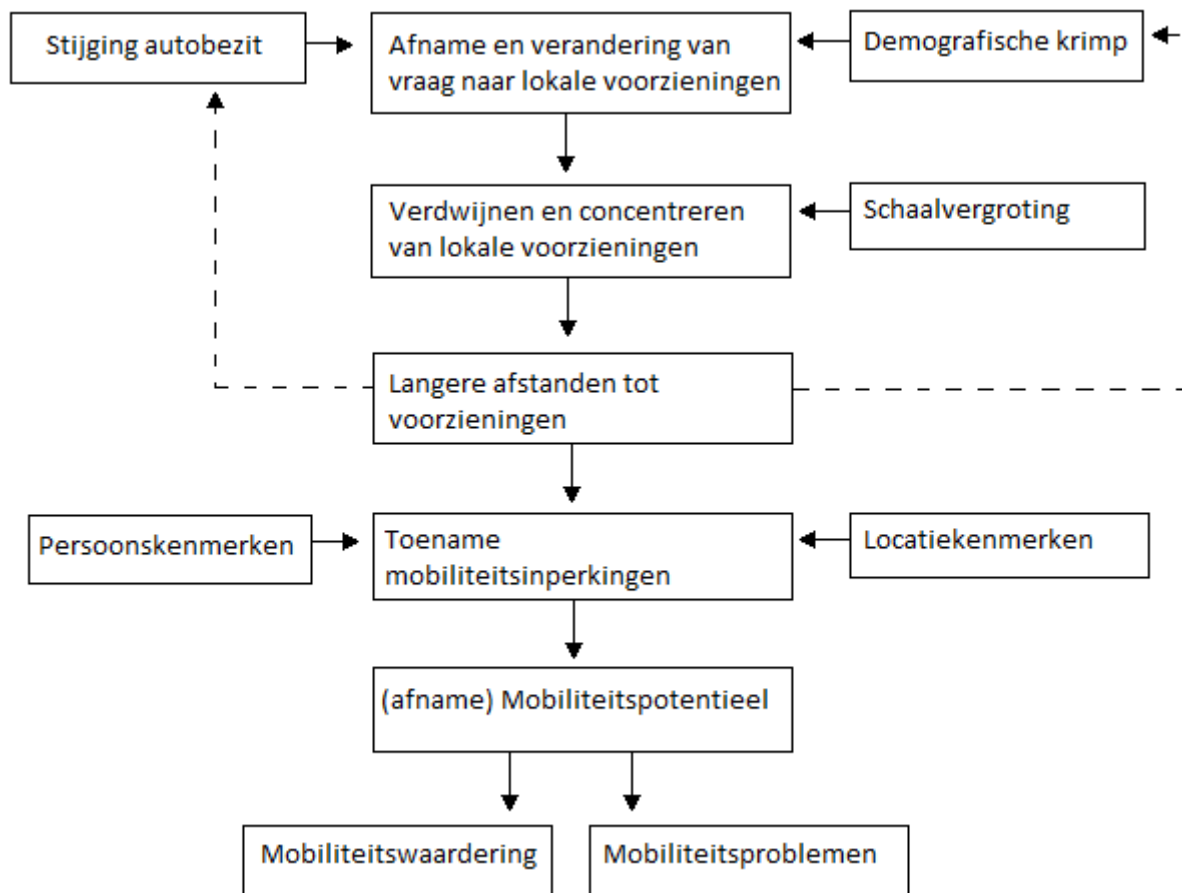 Stijging autobezit
Afname en verandering van
vraag naar lokale voorzieningen
Demografische krimp
Verdwijnen en concentreren
van lokale voorzieningen
Schaalvergroting
Langere afstanden tot
voorzieningen
Persoonskenmerken
Toename
mobiliteitsinperkingen
Locatiekenmerken
(afname) Mobiliteitspotentieel
Mobiliteitswaardering
Mobiliteitsproblemen